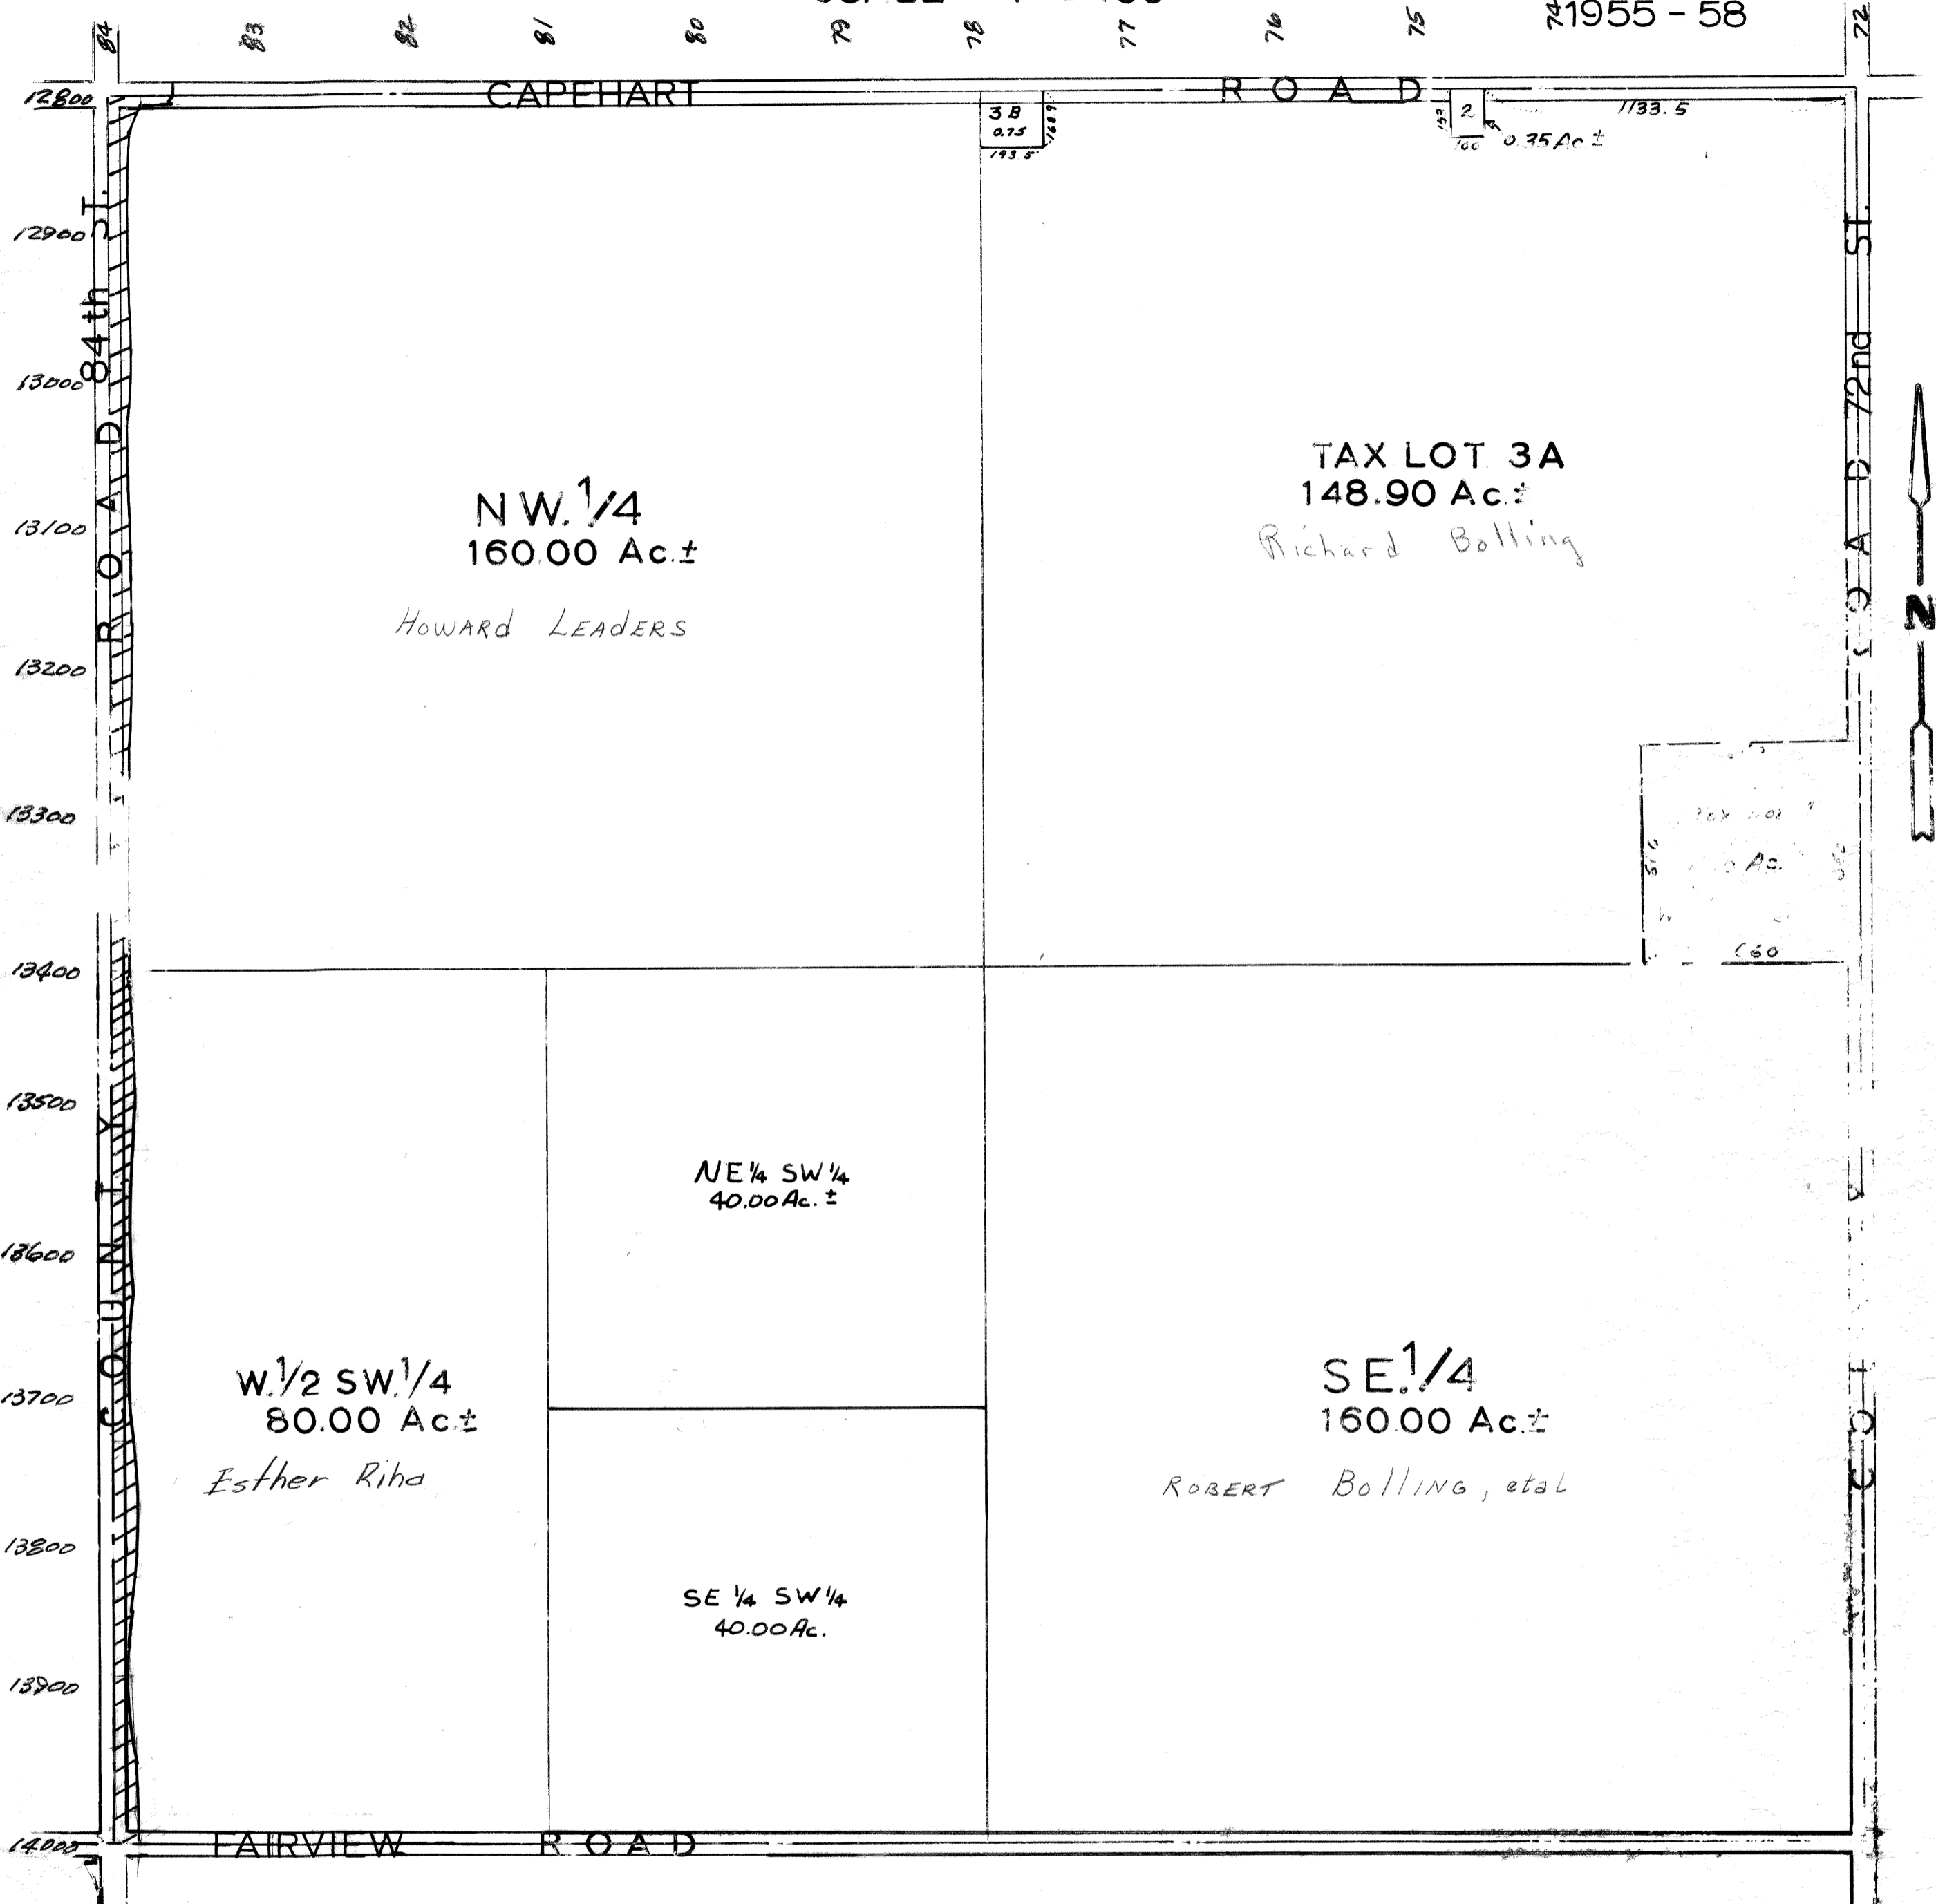 84 83 82 81 80 79 78 77 76 75 74 1955-58 72
12800 CAPEHART ROAD
3B
0.75
168.9
193.5
153 2
100 0.35 Ac.±
1133.5
12900
84th ST.
ST.
13000
72nd
TAX LOT 3A
148.90 Ac.±
Richard Bolling
NW.1/4
160.00 Ac.±
HOWARd LEAdERS
13100
ROAD
N
13200
13300
Ac.
660
13400
13500
COUNTY
NE 1/4 SW 1/4
40.00 Ac. ±
13600
W.1/2 SW.1/4
80.00 Ac.±
Esther Riha
SE.1/4
160.00 Ac.±
ROBERT BollING, etal
13700
13800
SE 1/4 SW 1/4
40.00 Ac.
13900
14000 FAIRVIEW ROAD